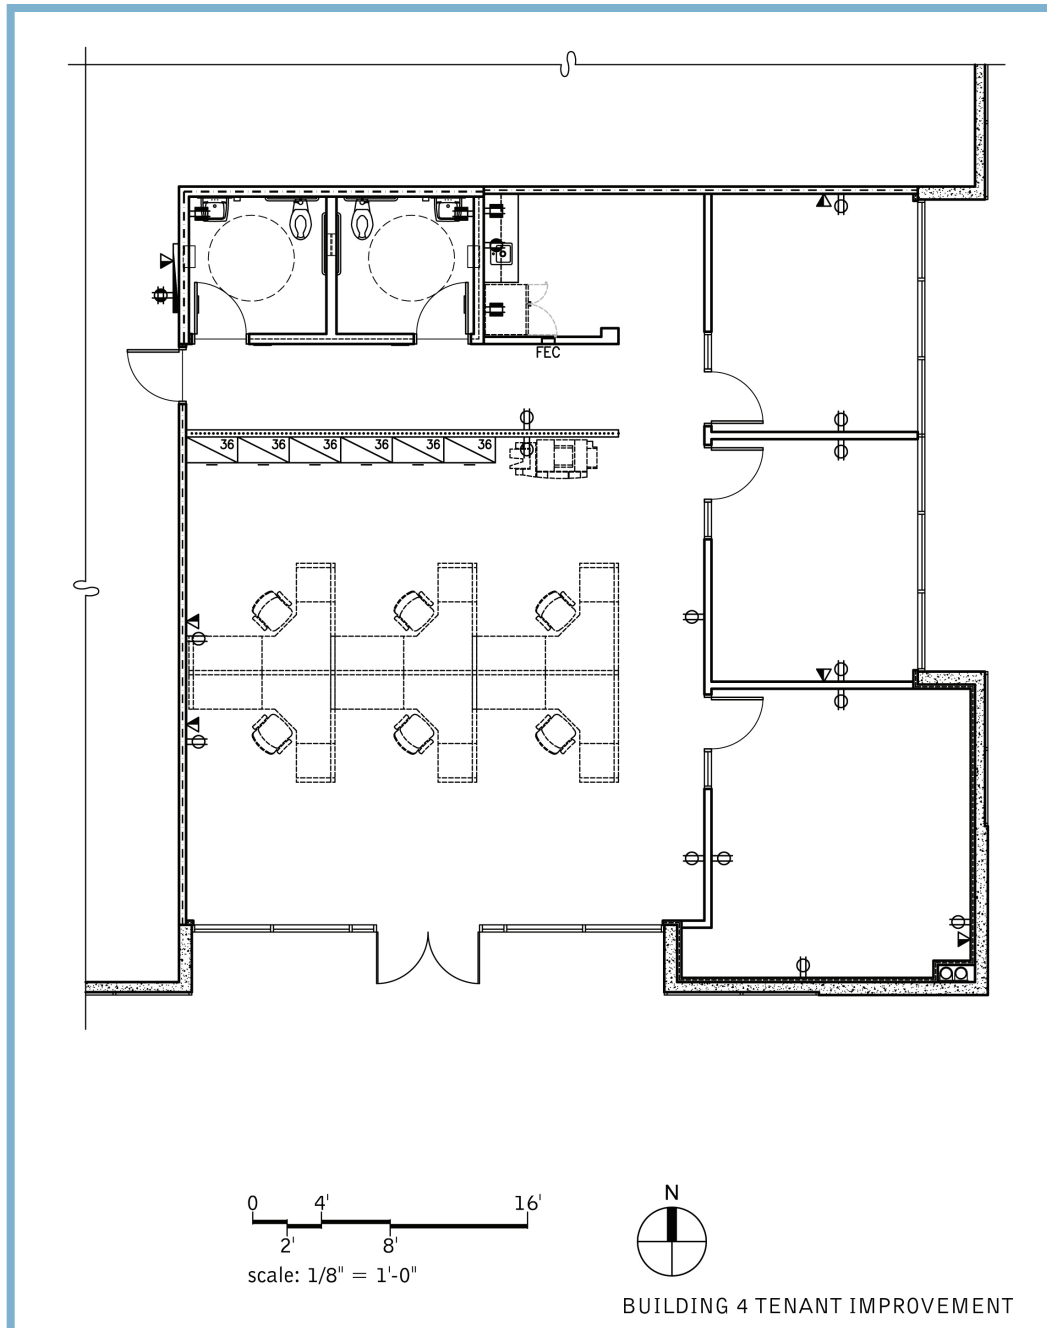 FEC
36 36 36 36 36 36
N
0 4' 16'
2' 8'
scale: 1/8" = 1'-0"
BUILDING 4 TENANT IMPROVEMENT